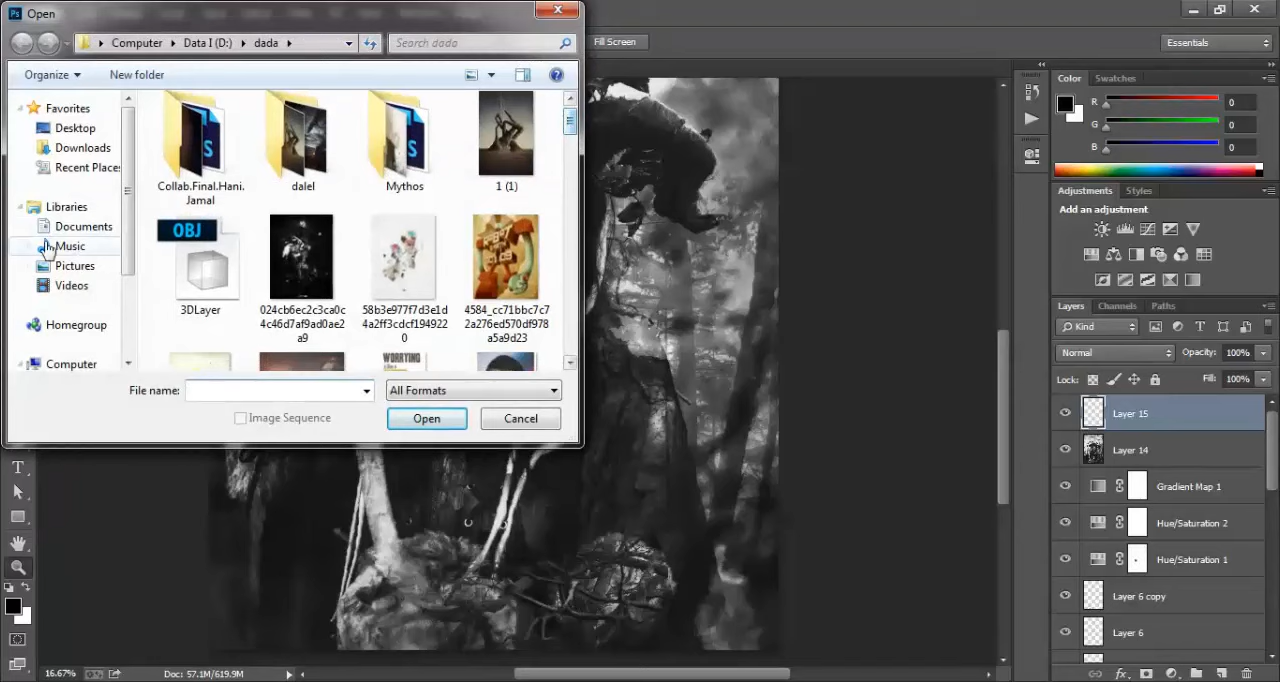 Open
Computer Data I (D:) dada
Search dada
Fill Screen
Essentials
Organize
New folder
Favorites
Desktop
Downloads
Recent Places
Libraries
Documents
Music
Pictures
Videos
Homegroup
Computer
Collab.Final.Hani.
Jamal
dalel
Mythos
1 (1)
OBJ
3DLayer
024cb6ec2c3ca0c
4c46d7af9ad0ae2
a9
58b3e977f7d3e1d
4a2ff3cdcf194922
0
4584_cc71bbc7c7
2a276ed570df978
a5a9d23
WORRYING
File name:
All Formats
Image Sequence
Open
Cancel
Color
Swatches
R 0
G 0
B 0
Adjustments
Styles
Add an adjustment
Layers
Channels
Paths
Kind
Normal
Opacity: 100%
Lock:
Fill: 100%
Layer 15
Layer 14
Gradient Map 1
Hue/Saturation 2
Hue/Saturation 1
Layer 6 copy
Layer 6
16.67%
Doc: 57.1M/619.9M